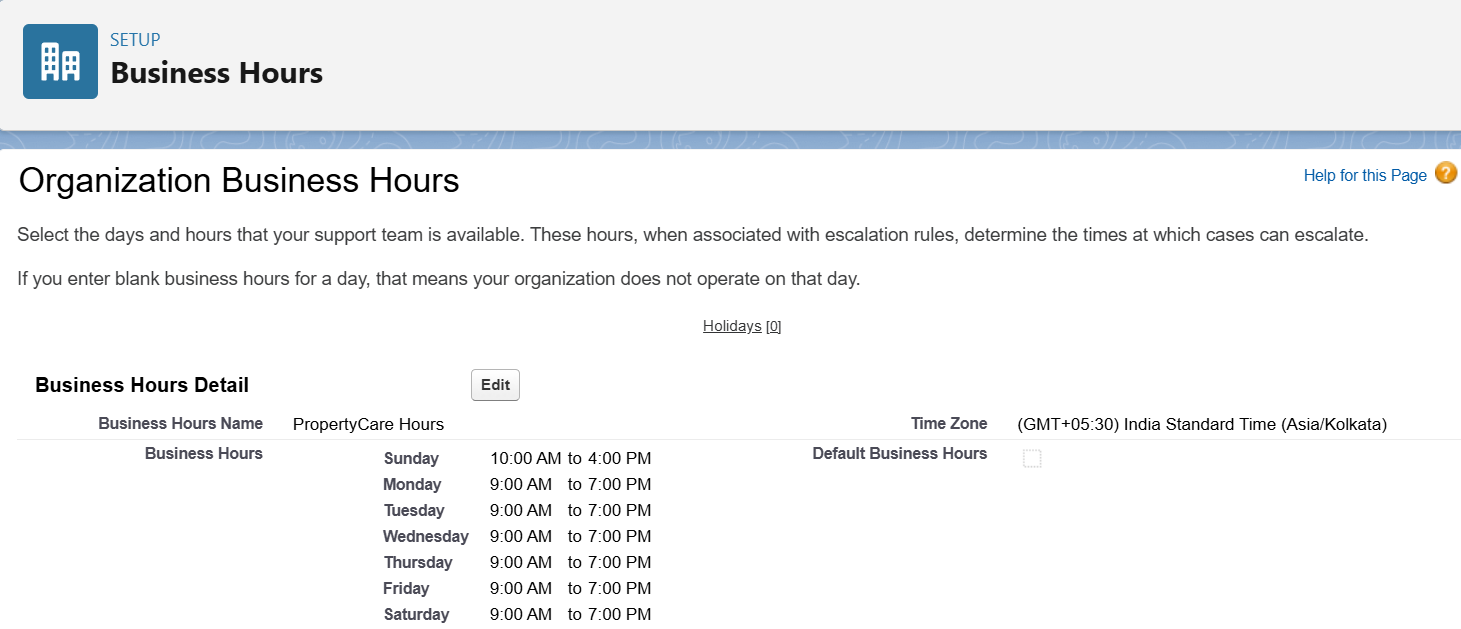 SETUP
Business Hours
Organization Business Hours
Help for this Page ?
Select the days and hours that your support team is available. These hours, when associated with escalation rules, determine the times at which cases can escalate.
If you enter blank business hours for a day, that means your organization does not operate on that day.
Holidays [0]
Business Hours Detail
Edit
Business Hours Name PropertyCare Hours Time Zone (GMT+05:30) India Standard Time (Asia/Kolkata)
Business Hours Default Business Hours
Sunday 10:00 AM to 4:00 PM
Monday 9:00 AM to 7:00 PM
Tuesday 9:00 AM to 7:00 PM
Wednesday 9:00 AM to 7:00 PM
Thursday 9:00 AM to 7:00 PM
Friday 9:00 AM to 7:00 PM
Saturday 9:00 AM to 7:00 PM